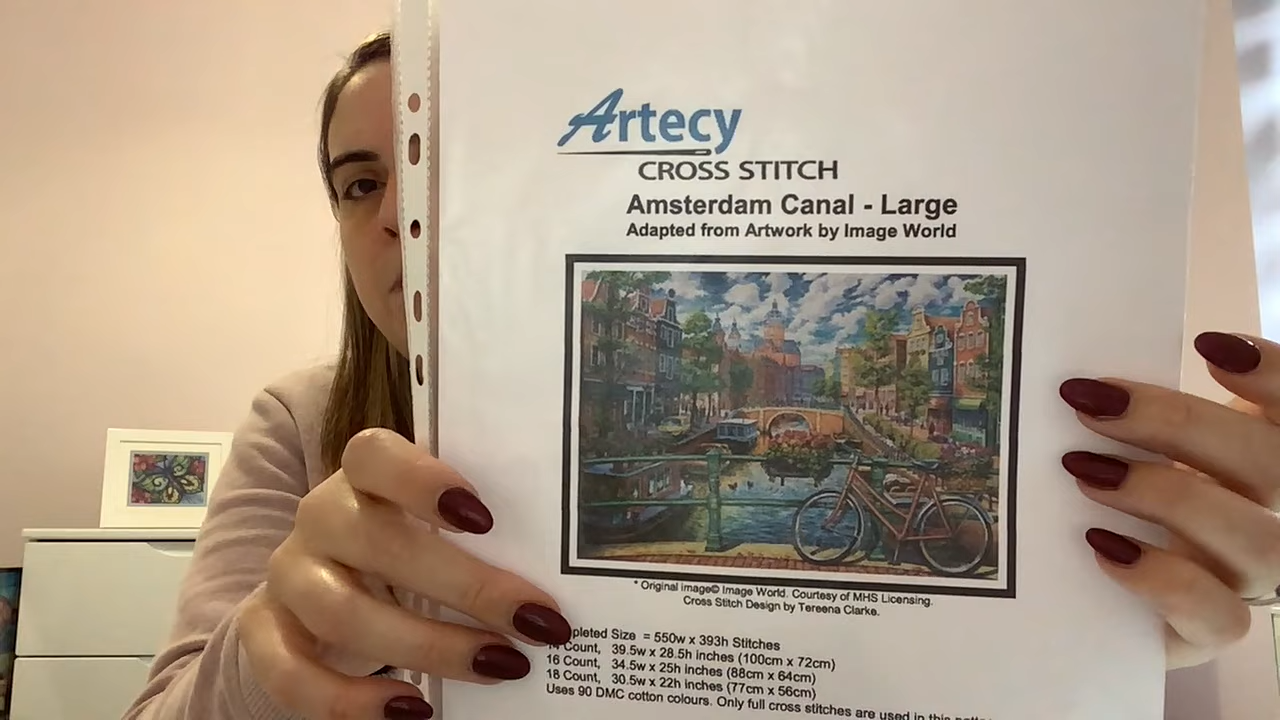 Artecy
CROSS STITCH
Amsterdam Canal - Large
Adapted from Artwork by Image World
* Original image© Image World. Courtesy of MHS Licensing.
Cross Stitch Design by Tereena Clarke.
Size = 550w x 393h Stitches
Count, 39.5w x 28.5h inches (100cm x 72cm)
16 Count, 34.5w x 25h inches (88cm x 64cm)
18 Count, 30.5w x 22h inches (77cm x 56cm)
Uses 90 DMC cotton colours. Only full cross stitches are used in this